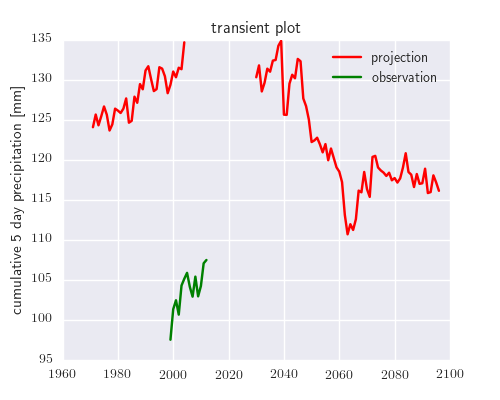 transient plot
cumulative 5 day precipitation [mm]
135
130
125
120
115
110
105
100
95
projection
observation
1960 1980 2000 2020 2040 2060 2080 2100